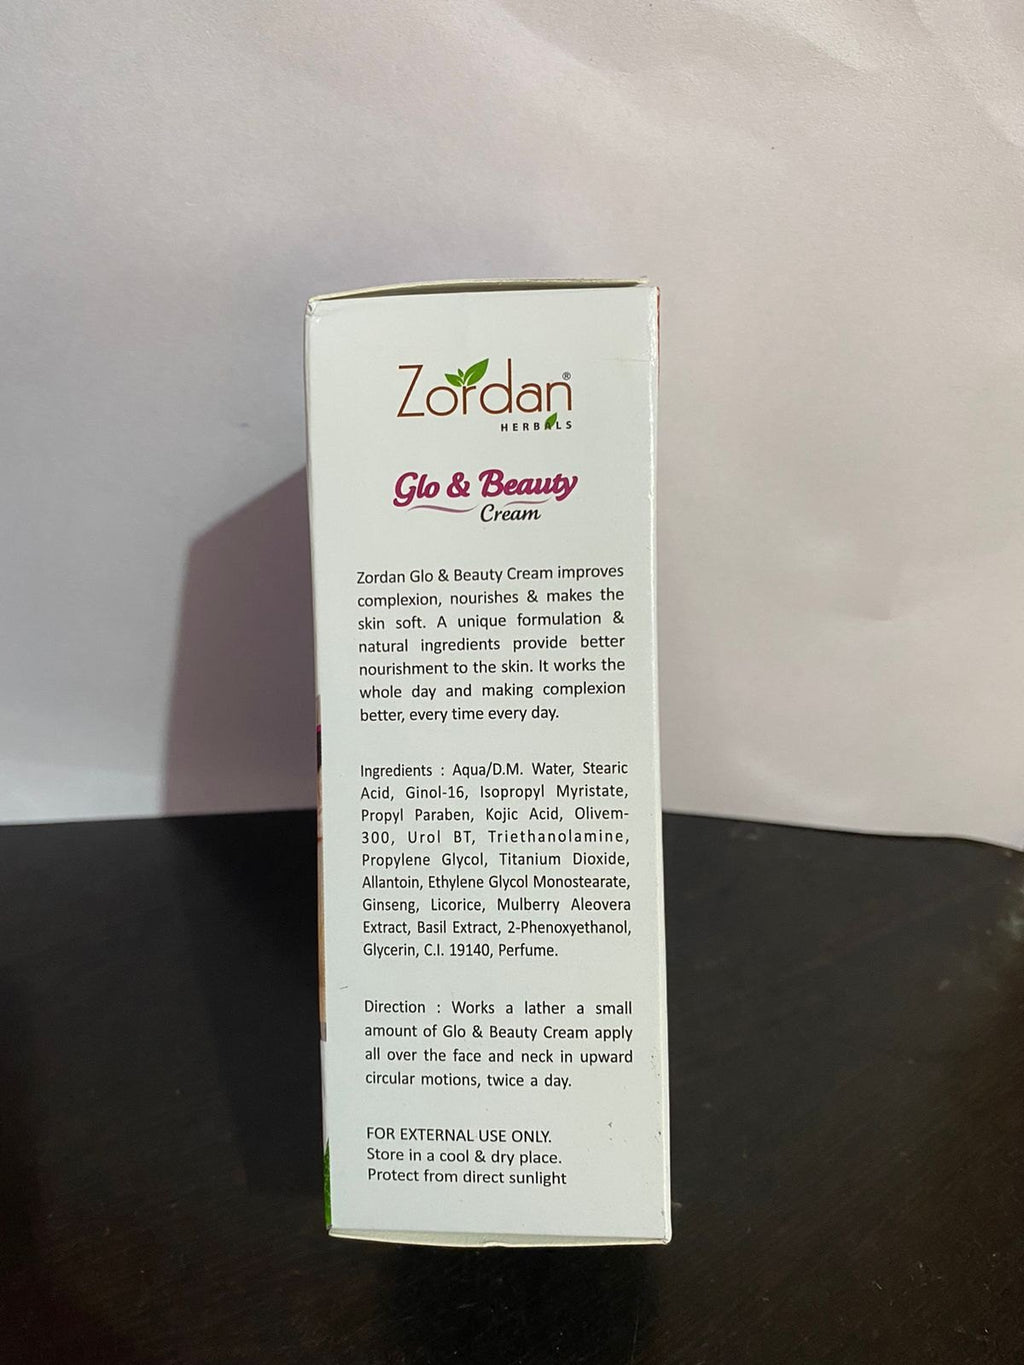 Zordan®
HERBALS
Glo & Beauty
Cream
Zordan Glo & Beauty Cream improves
complexion, nourishes & makes the
skin soft. A unique formulation &
natural ingredients provide better
nourishment to the skin. It works the
whole day and making complexion
better, every time every day.
Ingredients : Aqua/D.M. Water, Stearic
Acid, Ginol-16, Isopropyl Myristate,
Propyl Paraben, Kojic Acid, Olivem-
300, Urol BT, Triethanolamine,
Propylene Glycol, Titanium Dioxide,
Allantoin, Ethylene Glycol Monostearate,
Ginseng, Licorice, Mulberry Aleovera
Extract, Basil Extract, 2-Phenoxyethanol,
Glycerin, C.I. 19140, Perfume.
Direction : Works a lather a small
amount of Glo & Beauty Cream apply
all over the face and neck in upward
circular motions, twice a day.
FOR EXTERNAL USE ONLY.
Store in a cool & dry place.
Protect from direct sunlight